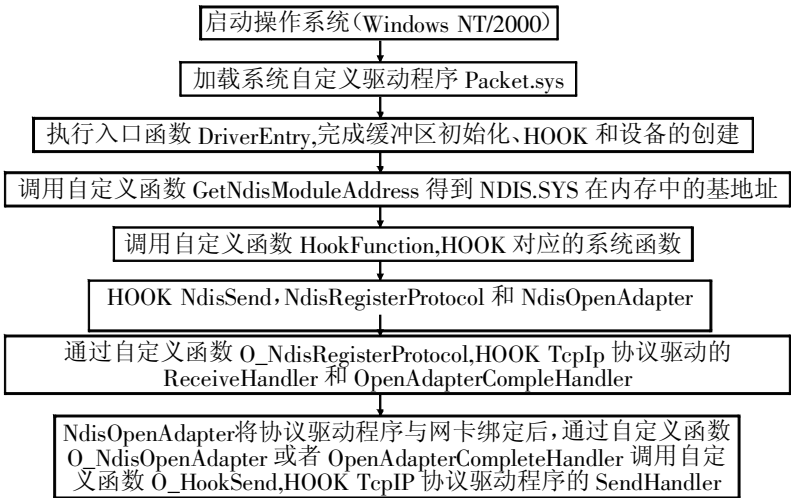 启动操作系统(Windows NT/2000)
加载系统自定义驱动程序 Packet.sys
执行入口函数 DriverEntry,完成缓冲区初始化、HOOK 和设备的创建
调用自定义函数 GetNdisModuleAddress 得到 NDIS.SYS 在内存中的基地址
调用自定义函数 HookFunction,HOOK 对应的系统函数
HOOK NdisSend，NdisRegisterProtocol 和 NdisOpenAdapter
通过自定义函数 O_NdisRegisterProtocol,HOOK TcpIp 协议驱动的
ReceiveHandler 和 OpenAdapterCompleHandler
NdisOpenAdapter将协议驱动程序与网卡绑定后，通过自定义函数
O_NdisOpenAdapter 或者 OpenAdapterCompleteHandler 调用自定
义函数 O_HookSend,HOOK TcpIP 协议驱动程序的 SendHandler